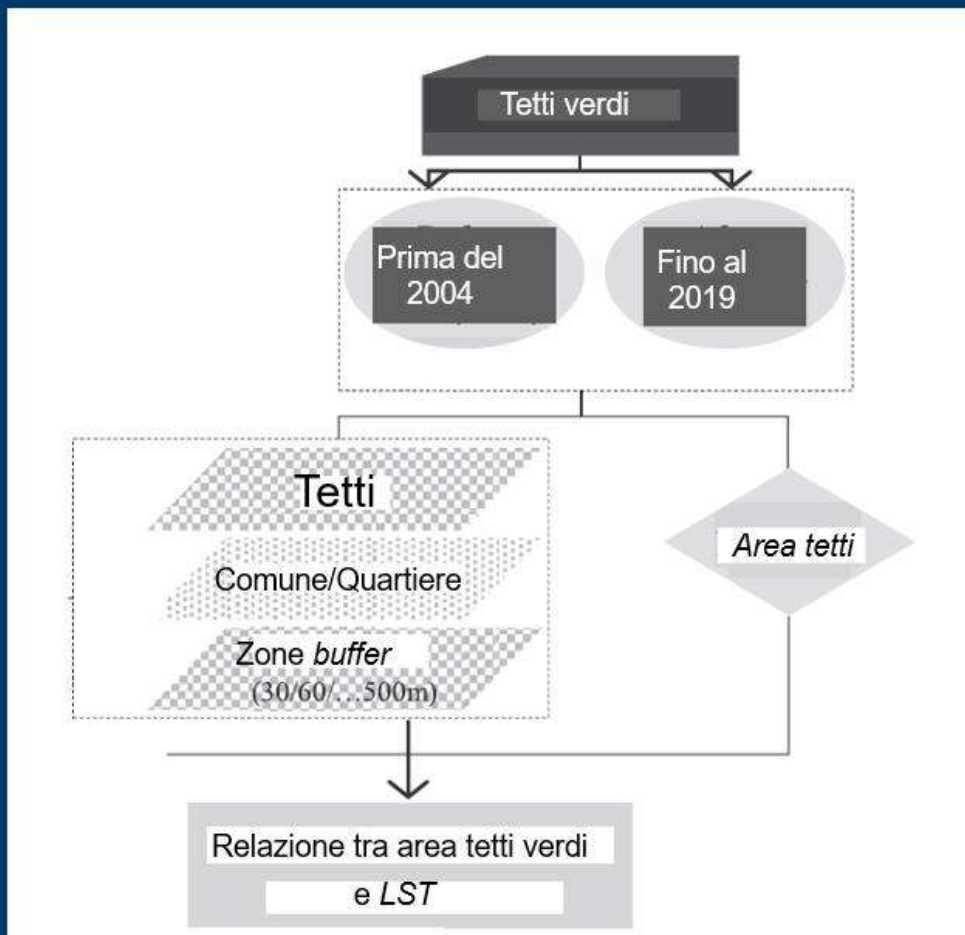 Tetti verdi
Prima del
2004
Fino al
2019
Tetti
Comune/Quartiere
Zone buffer
(30/60/…500m)
Area tetti
Relazione tra area tetti verdi
e LST